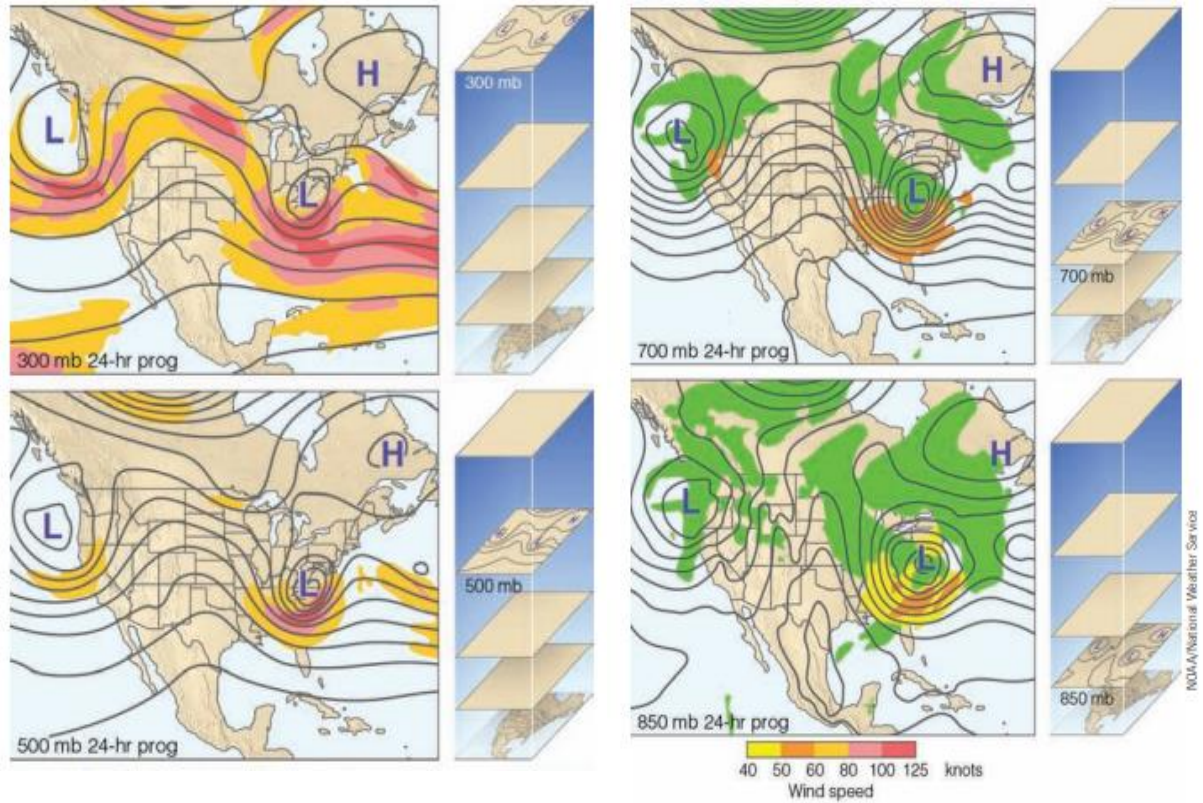 H
L
L
300 mb
300 mb 24-hr prog
H
L
L
700 mb
700 mb 24-hr prog
H
L
L
500 mb
500 mb 24-hr prog
H
L
L
850 mb
850 mb 24-hr prog
40 50 60 80 100 125 knots
Wind speed
NOAA/National Weather Service